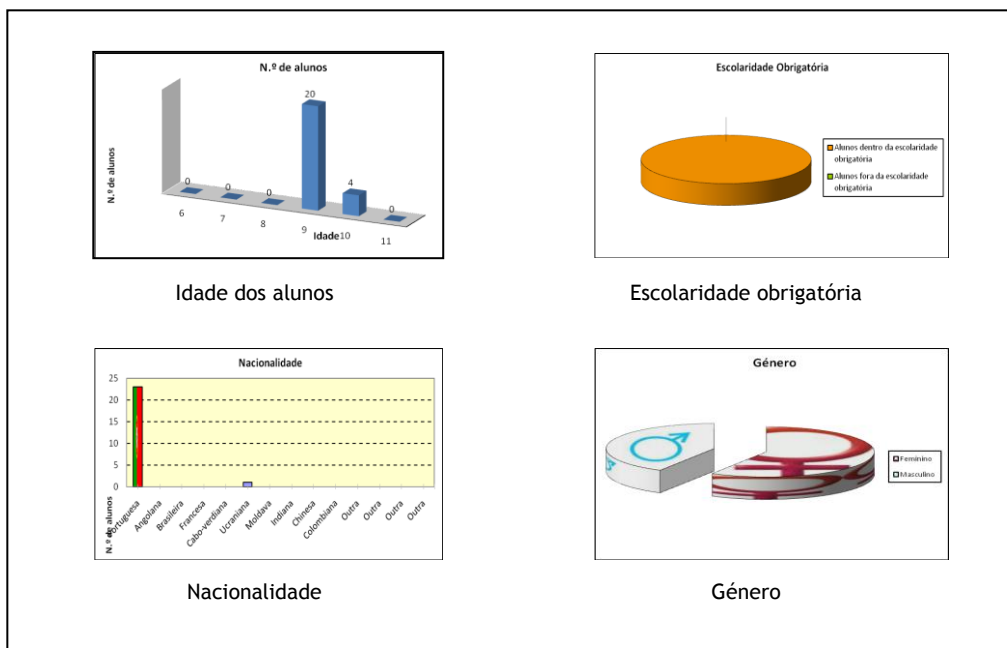 N.º de alunos
N.º de alunos
20
4
0
0
0
0
6
7
8
9
10
11
Idade
Idade dos alunos
Escolaridade Obrigatória
Alunos dentro da escolaridade
obrigatória
Alunos fora da escolaridade
obrigatória
Escolaridade obrigatória
Nacionalidade
25
20
15
10
5
0
N.º de alunos
Portuguesa
Angolana
Brasileira
Francesa
Cabo-verdiana
Ucraniana
Moldava
Indiana
Chinesa
Colombiana
Outra
Outra
Outra
Outra
Nacionalidade
Género
Feminino
Masculino
Género